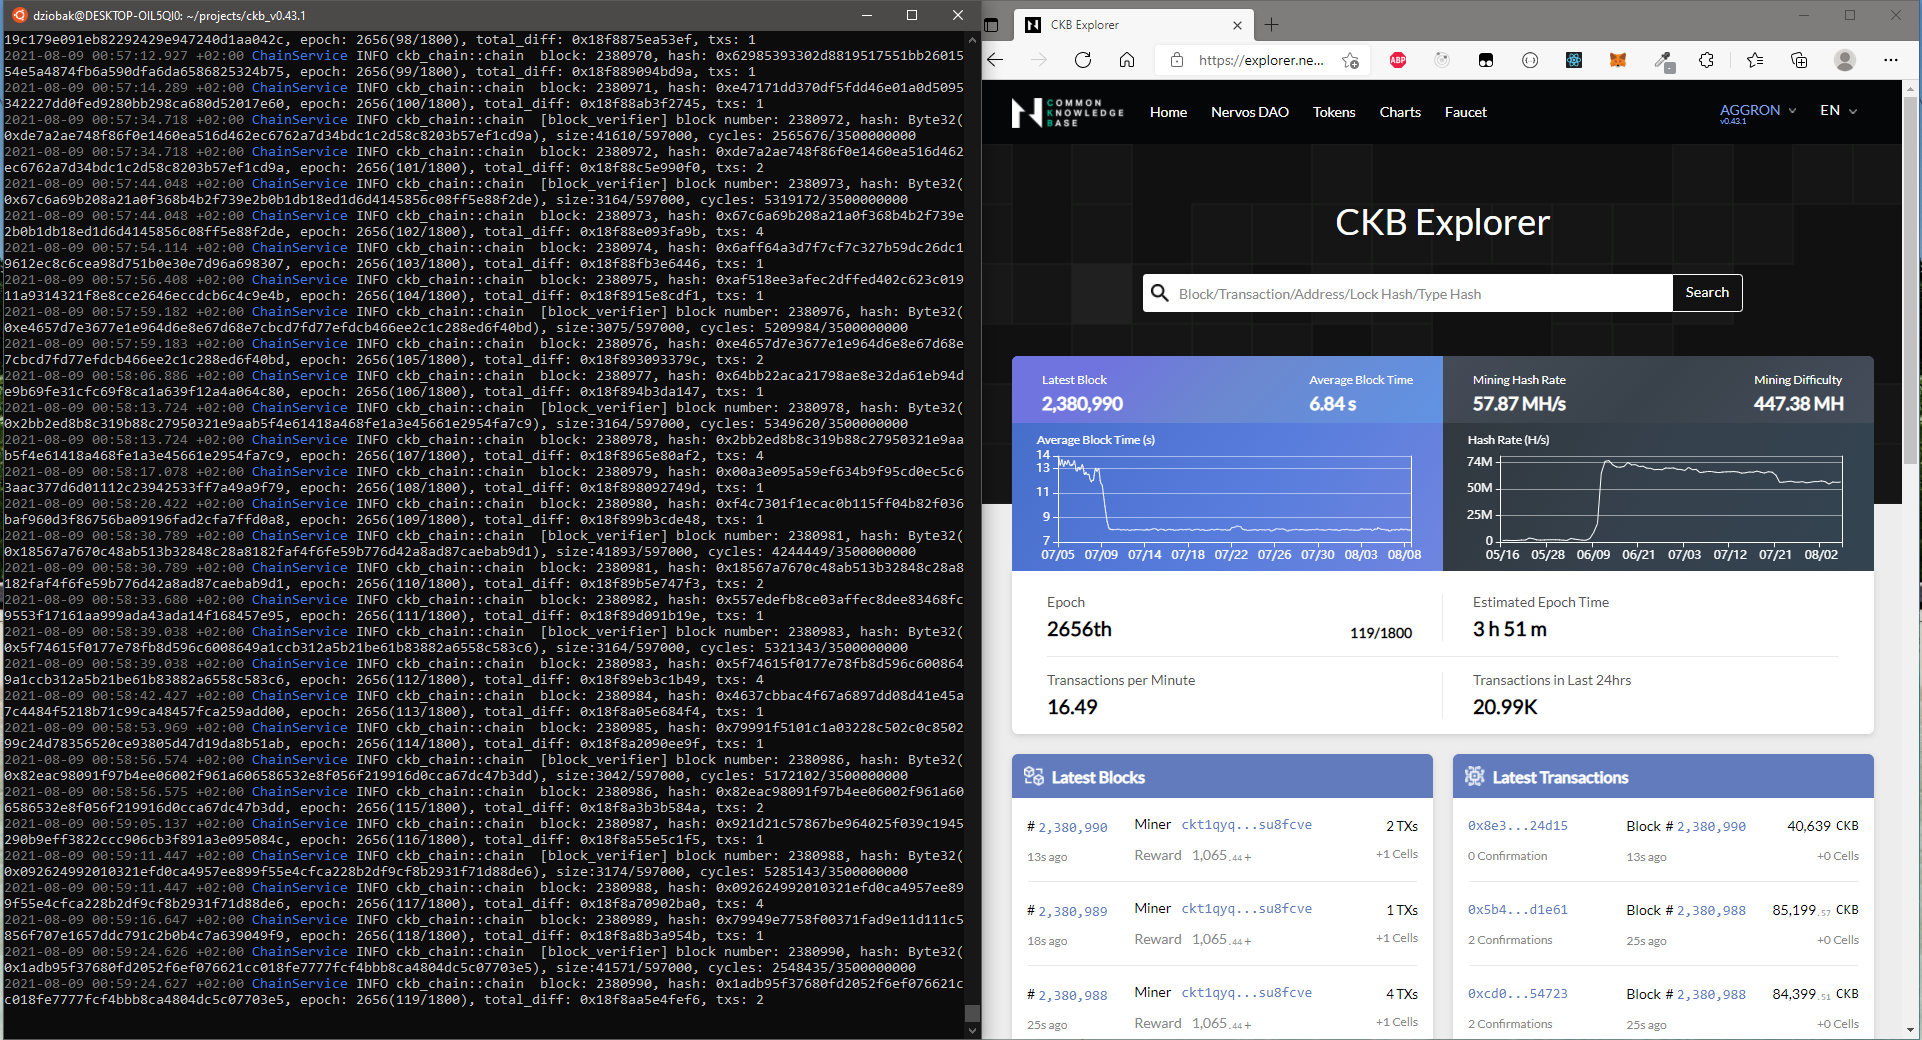 dziobak@DESKTOP-OIL5QI0: ~/projects/ckb_v0.43.1
19c179e091eb82292429e947240d1aa042c, epoch: 2656(98/1800), total_diff: 0x18f8875ea53ef, txs: 1
2021-08-09 00:57:12.927 +02:00 ChainService INFO ckb_chain::chain  block: 2380970, hash: 0x62985393302d8819517551bb26015
54e5a4874fb6a590dfa6da6586825324b75, epoch: 2656(99/1800), total_diff: 0x18f889094bd9a, txs: 1
2021-08-09 00:57:14.289 +02:00 ChainService INFO ckb_chain::chain  block: 2380971, hash: 0xe47171dd370df5fdd46e01a0d5095
342227dd0fed9280bb298ca680d52017e60, epoch: 2656(100/1800), total_diff: 0x18f88ab3f2745, txs: 1
2021-08-09 00:57:34.718 +02:00 ChainService INFO ckb_chain::chain  [block_verifier] block number: 2380972, hash: Byte32(
0xde7a2ae748f86f0e1460ea516d462ec6762a7d34bdc1c2d58c8203b57ef1cd9a), size:41610/597000, cycles: 2565676/3500000000
2021-08-09 00:57:34.718 +02:00 ChainService INFO ckb_chain::chain  block: 2380972, hash: 0xde7a2ae748f86f0e1460ea516d462
ec6762a7d34bdc1c2d58c8203b57ef1cd9a, epoch: 2656(101/1800), total_diff: 0x18f88c5e990f0, txs: 2
2021-08-09 00:57:44.048 +02:00 ChainService INFO ckb_chain::chain  [block_verifier] block number: 2380973, hash: Byte32(
0x67c6a69b208a21a0f368b4b2f739e2b0b1db18ed1d6d4145856c08ff5e88f2de), size:3164/597000, cycles: 5319172/3500000000
2021-08-09 00:57:44.048 +02:00 ChainService INFO ckb_chain::chain  block: 2380973, hash: 0x67c6a69b208a21a0f368b4b2f739e
2b0b1db18ed1d6d4145856c08ff5e88f2de, epoch: 2656(102/1800), total_diff: 0x18f88e093fa9b, txs: 4
2021-08-09 00:57:54.114 +02:00 ChainService INFO ckb_chain::chain  block: 2380974, hash: 0x6aff64a3d7f7cf7c327b59dc26dc1
9612ec8c6cea98d751b0e30e7d96a698307, epoch: 2656(103/1800), total_diff: 0x18f88fb3e6446, txs: 1
2021-08-09 00:57:56.408 +02:00 ChainService INFO ckb_chain::chain  block: 2380975, hash: 0xaf518ee3afec2dffed402c623c019
11a9314321f8e8cce2646eccdcb6c4c9e4b, epoch: 2656(104/1800), total_diff: 0x18f8915e8cdf1, txs: 1
2021-08-09 00:57:59.182 +02:00 ChainService INFO ckb_chain::chain  [block_verifier] block number: 2380976, hash: Byte32(
0xe4657d7e3677e1e964d6e8e67d68e7cbcd7fd77efdcb466ee2c1c288ed6f40bd), size:3075/597000, cycles: 5209984/3500000000
2021-08-09 00:57:59.183 +02:00 ChainService INFO ckb_chain::chain  block: 2380976, hash: 0xe4657d7e3677e1e964d6e8e67d68e
7cbcd7fd77efdcb466ee2c1c288ed6f40bd, epoch: 2656(105/1800), total_diff: 0x18f893093379c, txs: 2
2021-08-09 00:58:06.886 +02:00 ChainService INFO ckb_chain::chain  block: 2380977, hash: 0x64bb22aca21798ae8e32da61eb94d
e9b69fe31cfc69f8ca1a639f12a4a064c80, epoch: 2656(106/1800), total_diff: 0x18f894b3da147, txs: 1
2021-08-09 00:58:13.724 +02:00 ChainService INFO ckb_chain::chain  [block_verifier] block number: 2380978, hash: Byte32(
0x2bb2ed8b8c319b88c27950321e9aab5f4e61418a468fe1a3e45661e2954fa7c9), size:3164/597000, cycles: 5349620/3500000000
2021-08-09 00:58:13.724 +02:00 ChainService INFO ckb_chain::chain  block: 2380978, hash: 0x2bb2ed8b8c319b88c27950321e9aa
b5f4e61418a468fe1a3e45661e2954fa7c9, epoch: 2656(107/1800), total_diff: 0x18f8965e80af2, txs: 4
2021-08-09 00:58:17.078 +02:00 ChainService INFO ckb_chain::chain  block: 2380979, hash: 0x00a3e095a59ef634b9f95cd0ec5c6
3aac377d6d01112c23942533ff7a49a9f79, epoch: 2656(108/1800), total_diff: 0x18f898092749d, txs: 1
2021-08-09 00:58:20.422 +02:00 ChainService INFO ckb_chain::chain  block: 2380980, hash: 0xf4c7301f1ecac0b115ff04b82f036
baf960d3f86756ba09196fad2cfa7ffd0a8, epoch: 2656(109/1800), total_diff: 0x18f899b3cde48, txs: 1
2021-08-09 00:58:30.789 +02:00 ChainService INFO ckb_chain::chain  [block_verifier] block number: 2380981, hash: Byte32(
0x18567a7670c48ab513b32848c28a8182faf4f6fe59b776d42a8ad87caebab9d1), size:41893/597000, cycles: 4244449/3500000000
2021-08-09 00:58:30.789 +02:00 ChainService INFO ckb_chain::chain  block: 2380981, hash: 0x18567a7670c48ab513b32848c28a8
182faf4f6fe59b776d42a8ad87caebab9d1, epoch: 2656(110/1800), total_diff: 0x18f89b5e747f3, txs: 2
2021-08-09 00:58:33.680 +02:00 ChainService INFO ckb_chain::chain  block: 2380982, hash: 0x557edefb8ce03affec8dee83468fc
9553f17161aa999ada43ada14f168457e95, epoch: 2656(111/1800), total_diff: 0x18f89d091b19e, txs: 1
2021-08-09 00:58:39.038 +02:00 ChainService INFO ckb_chain::chain  [block_verifier] block number: 2380983, hash: Byte32(
0x5f74615f0177e78fb8d596c6008649a1ccb312a5b21be61b83882a6558c583c6), size:3164/597000, cycles: 5321343/3500000000
2021-08-09 00:58:39.038 +02:00 ChainService INFO ckb_chain::chain  block: 2380983, hash: 0x5f74615f0177e78fb8d596c600864
9a1ccb312a5b21be61b83882a6558c583c6, epoch: 2656(112/1800), total_diff: 0x18f89eb3c1b49, txs: 4
2021-08-09 00:58:42.427 +02:00 ChainService INFO ckb_chain::chain  block: 2380984, hash: 0x4637cbbac4f67a6897dd08d41e45a
7c4484f5218b71c99ca48457fca259add00, epoch: 2656(113/1800), total_diff: 0x18f8a05e684f4, txs: 1
2021-08-09 00:58:53.969 +02:00 ChainService INFO ckb_chain::chain  block: 2380985, hash: 0x79991f5101c1a03228c502c0c8502
99c24d78356520ce93805d47d19da8b51ab, epoch: 2656(114/1800), total_diff: 0x18f8a2090ee9f, txs: 1
2021-08-09 00:58:56.574 +02:00 ChainService INFO ckb_chain::chain  [block_verifier] block number: 2380986, hash: Byte32(
0x82eac98091f97b4ee06002f961a606586532e8f056f219916d0cca67dc47b3dd), size:3042/597000, cycles: 5172102/3500000000
2021-08-09 00:58:56.575 +02:00 ChainService INFO ckb_chain::chain  block: 2380986, hash: 0x82eac98091f97b4ee06002f961a60
6586532e8f056f219916d0cca67dc47b3dd, epoch: 2656(115/1800), total_diff: 0x18f8a3b3b584a, txs: 2
2021-08-09 00:59:05.137 +02:00 ChainService INFO ckb_chain::chain  block: 2380987, hash: 0x921d21c57867be964025f039c1945
290b9eff3822ccc906cb3f891a3e095084c, epoch: 2656(116/1800), total_diff: 0x18f8a55e5c1f5, txs: 1
2021-08-09 00:59:11.447 +02:00 ChainService INFO ckb_chain::chain  [block_verifier] block number: 2380988, hash: Byte32(
0x092624992010321efd0ca4957ee899f55e4cfca228b2df9cf8b2931f71d88de6), size:3174/597000, cycles: 5285143/3500000000
2021-08-09 00:59:11.447 +02:00 ChainService INFO ckb_chain::chain  block: 2380988, hash: 0x092624992010321efd0ca4957ee89
9f55e4cfca228b2df9cf8b2931f71d88de6, epoch: 2656(117/1800), total_diff: 0x18f8a70902ba0, txs: 4
2021-08-09 00:59:16.647 +02:00 ChainService INFO ckb_chain::chain  block: 2380989, hash: 0x79949e7758f00371fad9e11d111c5
856f707e1657ddc791c2b0b4c7a639049f9, epoch: 2656(118/1800), total_diff: 0x18f8a8b3a954b, txs: 1
2021-08-09 00:59:24.626 +02:00 ChainService INFO ckb_chain::chain  [block_verifier] block number: 2380990, hash: Byte32(
0x1adb95f37680fd2052f6ef076621cc018fe7777fcf4bbb8ca4804dc5c07703e5), size:41571/597000, cycles: 2548435/3500000000
2021-08-09 00:59:24.627 +02:00 ChainService INFO ckb_chain::chain  block: 2380990, hash: 0x1adb95f37680fd2052f6ef076621c
c018fe7777fcf4bbb8ca4804dc5c07703e5, epoch: 2656(119/1800), total_diff: 0x18f8aa5e4fef6, txs: 2
CKB Explorer
https://explorer.ne...
ABP
COMMON
KNOWLEDGE
BASE
Home Nervos DAO Tokens Charts Faucet
AGGRON EN
v0.43.1
CKB Explorer
Block/Transaction/Address/Lock Hash/Type Hash Search
Latest Block Average Block Time Mining Hash Rate Mining Difficulty
2,380,990 6.84 s 57.87 MH/s 447.38 MH
Average Block Time (s)
14
13
11
9
7
07/05 07/09 07/14 07/18 07/22 07/26 07/30 08/03 08/08
Hash Rate (H/s)
74M
50M
25M
0
05/16 05/28 06/09 06/21 07/03 07/12 07/21 08/02
Epoch
2656th 119/1800
Estimated Epoch Time
3 h 51 m
Transactions per Minute
16.49
Transactions in Last 24hrs
20.99K
Latest Blocks
# 2,380,990 Miner ckt1qyq...su8fcve 2 TXs
13s ago Reward 1,065.44+ +1 Cells
# 2,380,989 Miner ckt1qyq...su8fcve 1 TXs
18s ago Reward 1,065.44+ +1 Cells
# 2,380,988 Miner ckt1qyq...su8fcve 4 TXs
25s ago Reward 1,065.44+ +1 Cells
Latest Transactions
0x8e3...24d15 Block # 2,380,990 40,639 CKB
0 Confirmation 13s ago +0 Cells
0x5b4...d1e61 Block # 2,380,988 85,199.57 CKB
2 Confirmations 25s ago +0 Cells
0xcd0...54723 Block # 2,380,988 84,399.51 CKB
2 Confirmations 25s ago +0 Cells